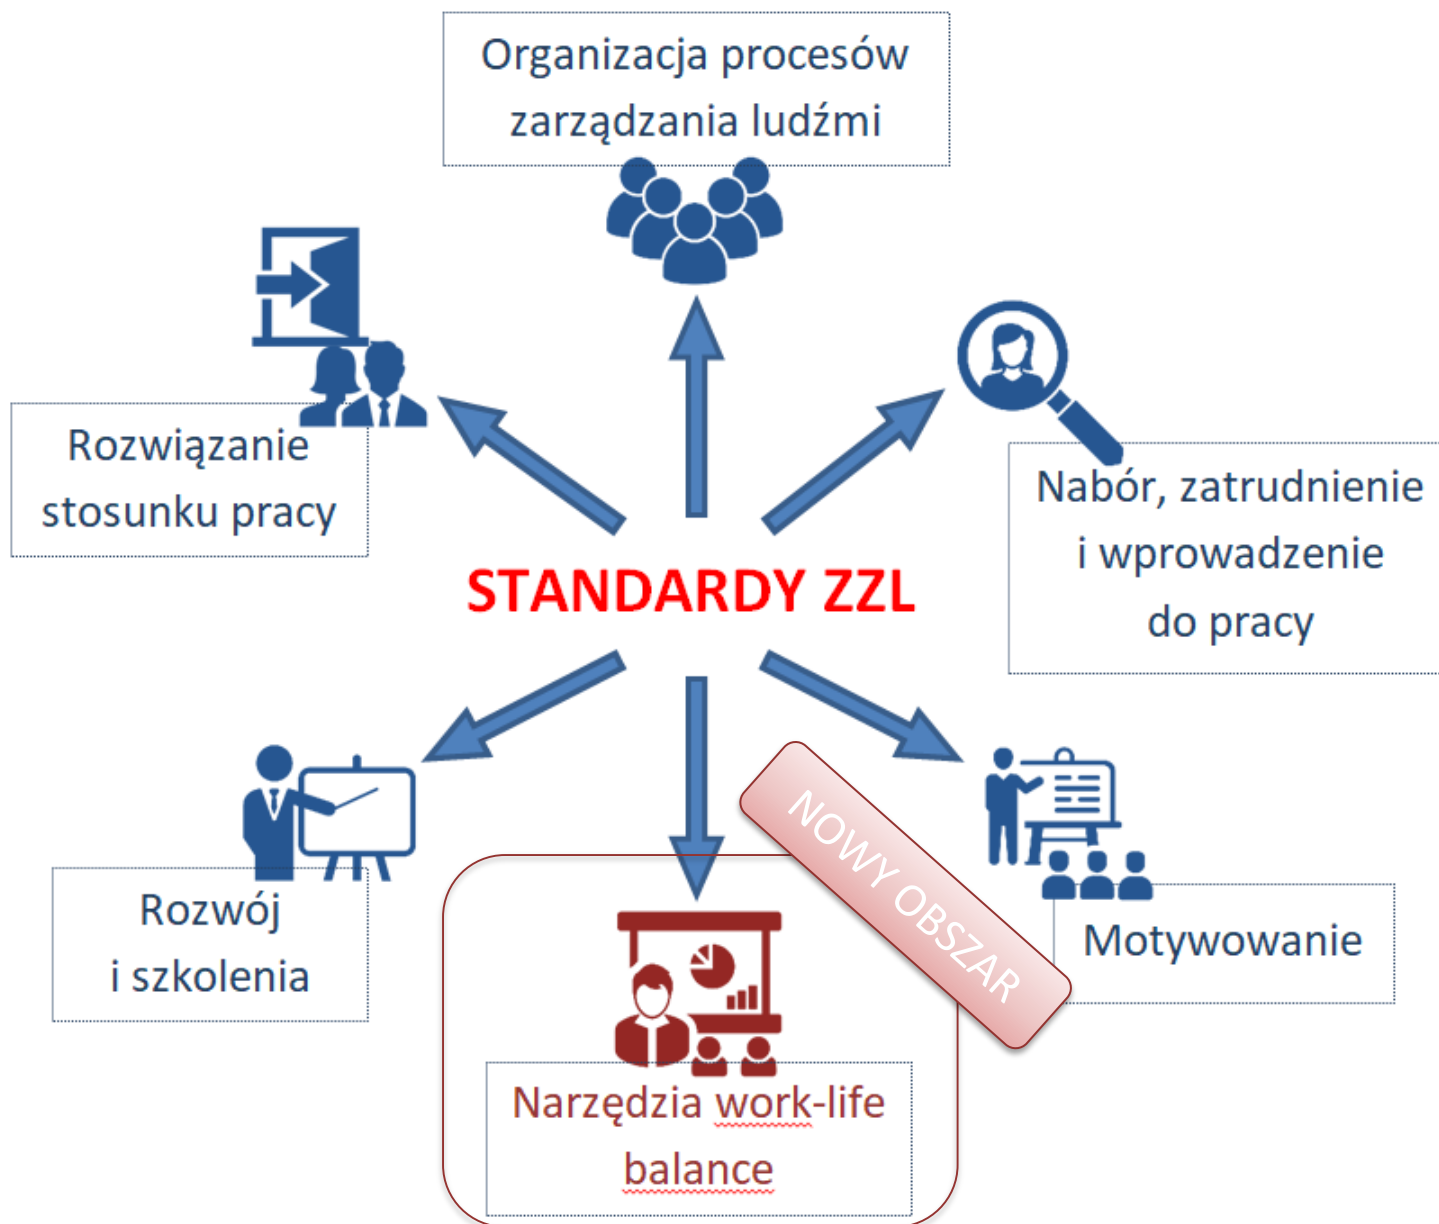 Organizacja procesów
zarządzania ludźmi
Rozwiązanie
stosunku pracy
Nabór, zatrudnienie
i wprowadzenie
do pracy
STANDARDY ZZL
NOWY OBSZAR
Rozwój
i szkolenia
Motywowanie
Narzędzia work-life
balance